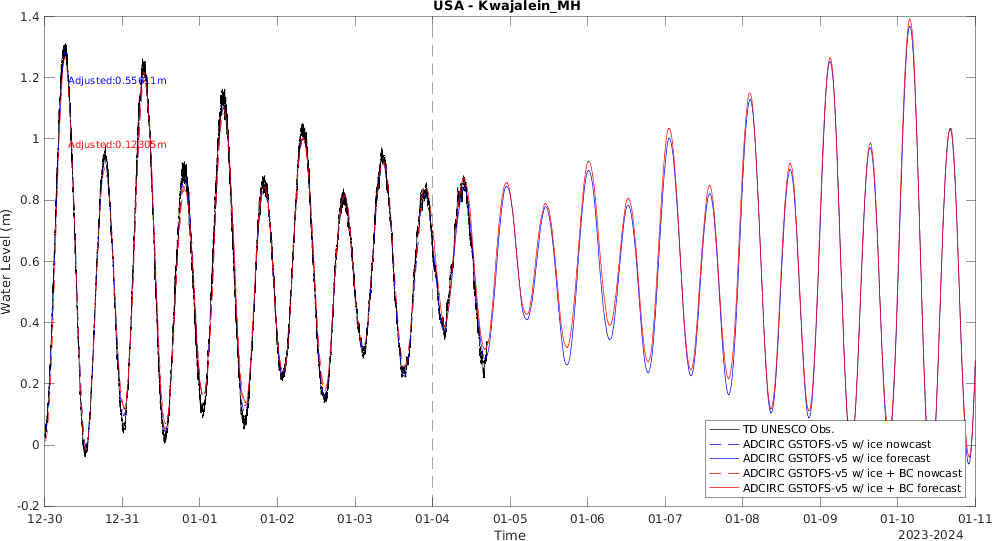 USA - Kwajalein_MH
1.4
1.2
1
0.8
0.6
0.4
0.2
0
-0.2
Water Level (m)
Adjusted:0.12305m
TD UNESCO Obs.
ADCIRC GSTOFS-v5 w/ ice nowcast
ADCIRC GSTOFS-v5 w/ ice forecast
ADCIRC GSTOFS-v5 w/ ice + BC nowcast
ADCIRC GSTOFS-v5 w/ ice + BC forecast
12-30 12-31 01-01 01-02 01-03 01-04 01-05 01-06 01-07 01-08 01-09 01-10 01-11
Time
2023-2024